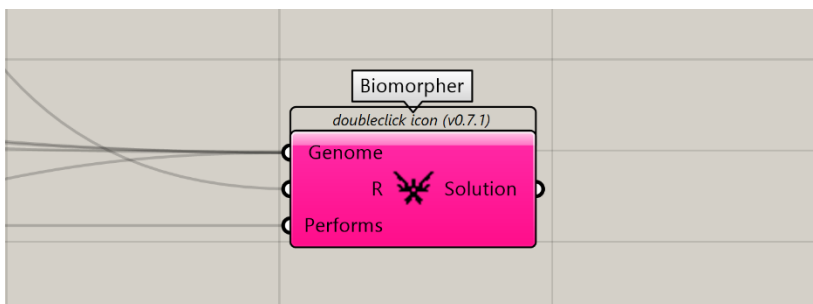 Biomorpher
doubleclick icon (v0.7.1)
Genome
R
Solution
Performs